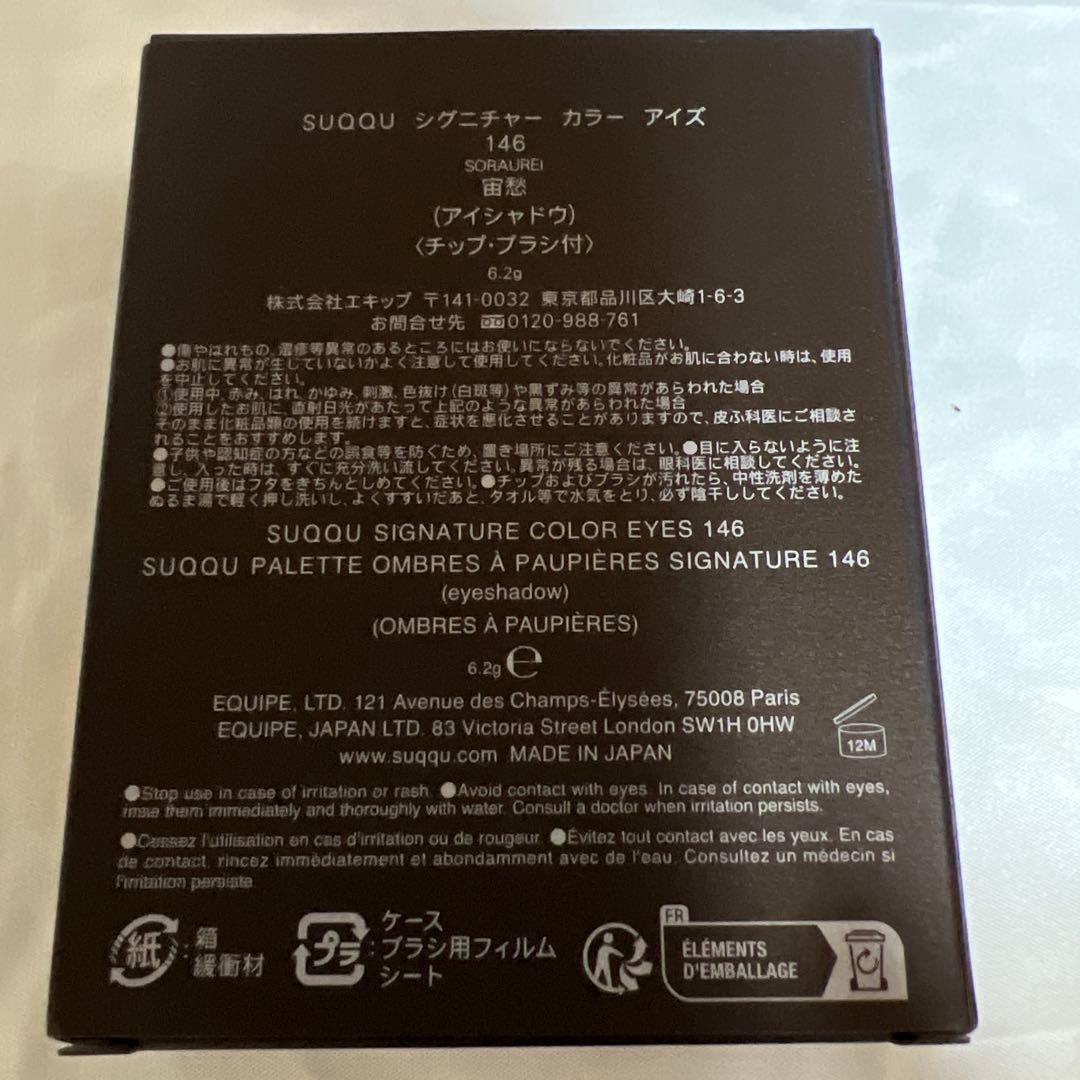 SUQQU シグニチャー カラー アイズ
146
SORAUREI
宙愁
(アイシャドウ)
〈チップ・ブラシ付〉
6.2g
株式会社エキップ 〒141-0032 東京都品川区大崎1-6-3
お問合せ先 0120-988-761
●傷やはれもの、湿疹等異常のあるところにはお使いにならないでください。
●お肌に異常が生じていないかよく注意して使用してください。化粧品がお肌に合わない時は、使用
を中止してください。
①使用中、赤み、はれ、かゆみ、刺激、色抜け(白斑等)や黒ずみ等の異常があらわれた場合
②使用したお肌に、直射日光があたって上記のような異常があらわれた場合
そのまま化粧品類の使用を続けますと、症状を悪化させることがありますので、皮ふ科医にご相談さ
れることをおすすめします。
●子供や認知症の方などの誤食等を防ぐため、置き場所にご注意ください。●目に入らないように注
意し、入った時は、すぐに充分洗い流してください。異常が残る場合は、眼科医に相談してください。
●ご使用後はフタをきちんとしめてください。●チップおよびブラシが汚れたら、中性洗剤を薄めた
ぬるま湯で軽く押し洗いし、よくすすいだあと、タオル等で水気をとり、必ず陰干ししてください。
SUQQU SIGNATURE COLOR EYES 146
SUQQU PALETTE OMBRES À PAUPIÈRES SIGNATURE 146
(eyeshadow)
(OMBRES À PAUPIÈRES)
6.2g ℮
EQUIPE, LTD. 121 Avenue des Champs-Élysées, 75008 Paris
EQUIPE, JAPAN LTD. 83 Victoria Street London SW1H 0HW
www.suqqu.com MADE IN JAPAN
12M
●Stop use in case of irritation or rash. ●Avoid contact with eyes. In case of contact with eyes,
rinse them immediately and thoroughly with water. Consult a doctor when irritation persists.
●Cessez l'utilisation en cas d'irritation ou de rougeur. ●Évitez tout contact avec les yeux. En cas
de contact, rincez immédiatement et abondamment avec de l'eau. Consultez un médecin si
l'irritation persiste.
紙 : 箱
緩衝材
プラ : ケース
ブラシ用フィルム
シート
FR
ÉLÉMENTS
D'EMBALLAGE